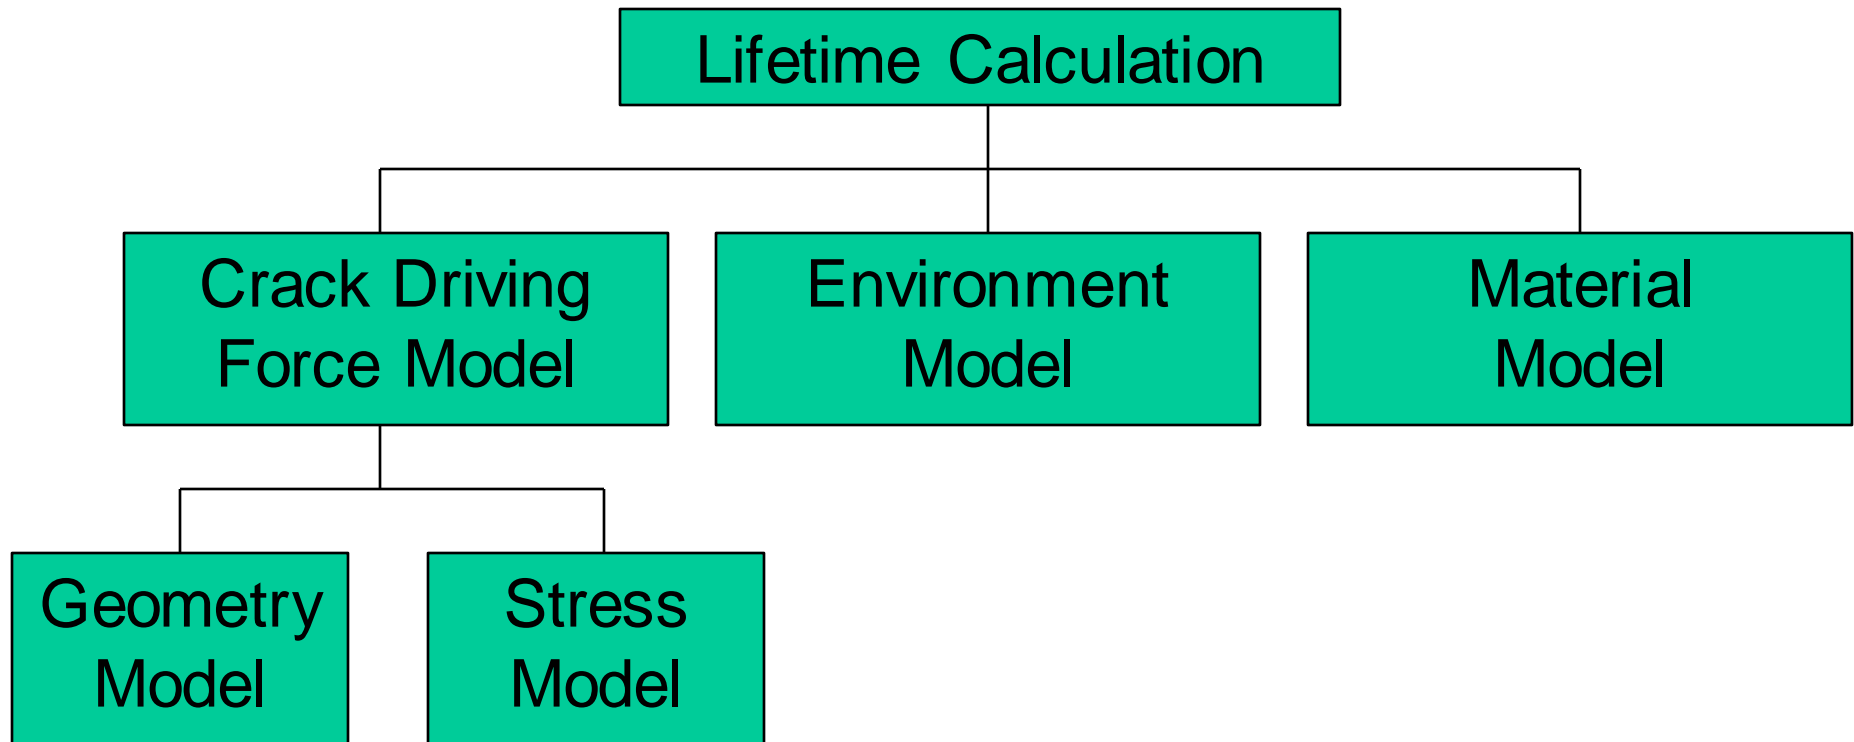 Lifetime Calculation
Crack Driving
Force Model
Environment
Model
Material
Model
Geometry
Model
Stress
Model